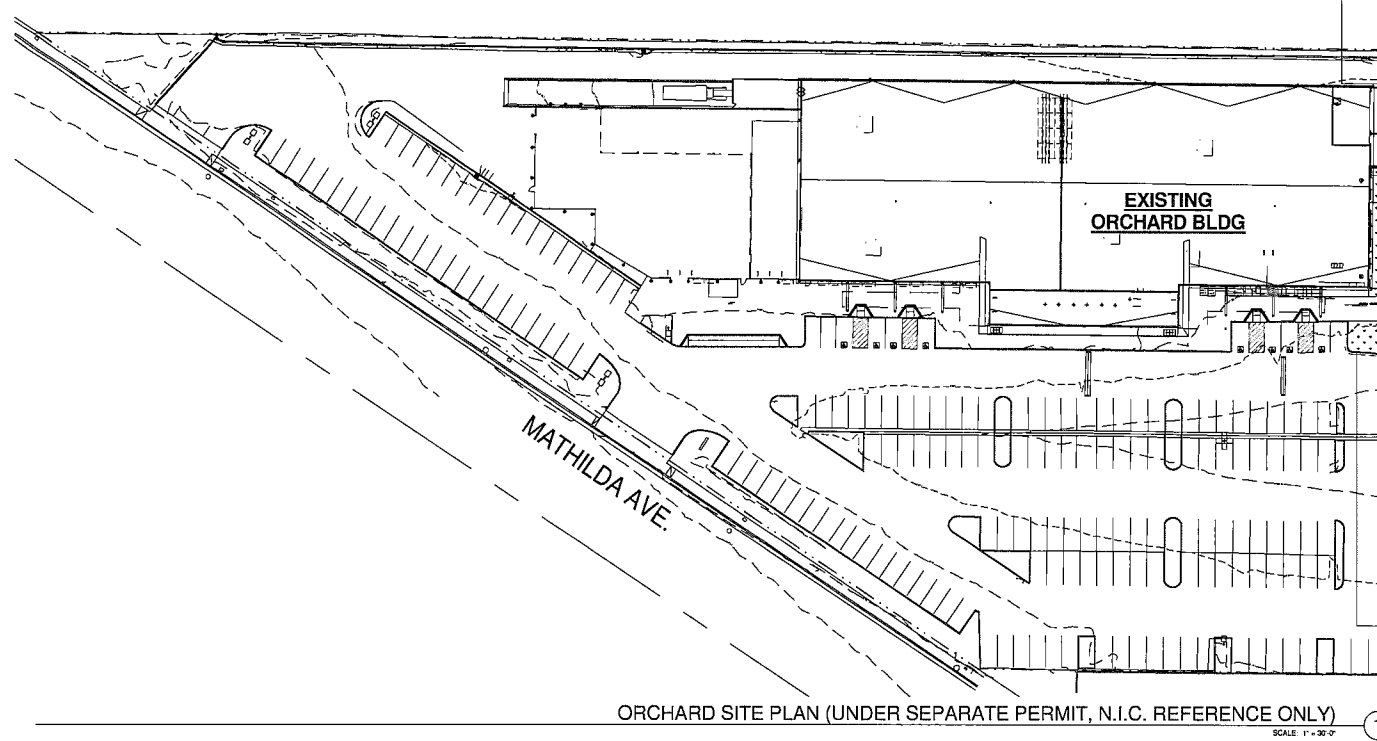 EXISTING
ORCHARD BLDG
MATHILDA AVE.
ORCHARD SITE PLAN (UNDER SEPARATE PERMIT, N.I.C. REFERENCE ONLY)
SCALE: 1" = 30'-0"